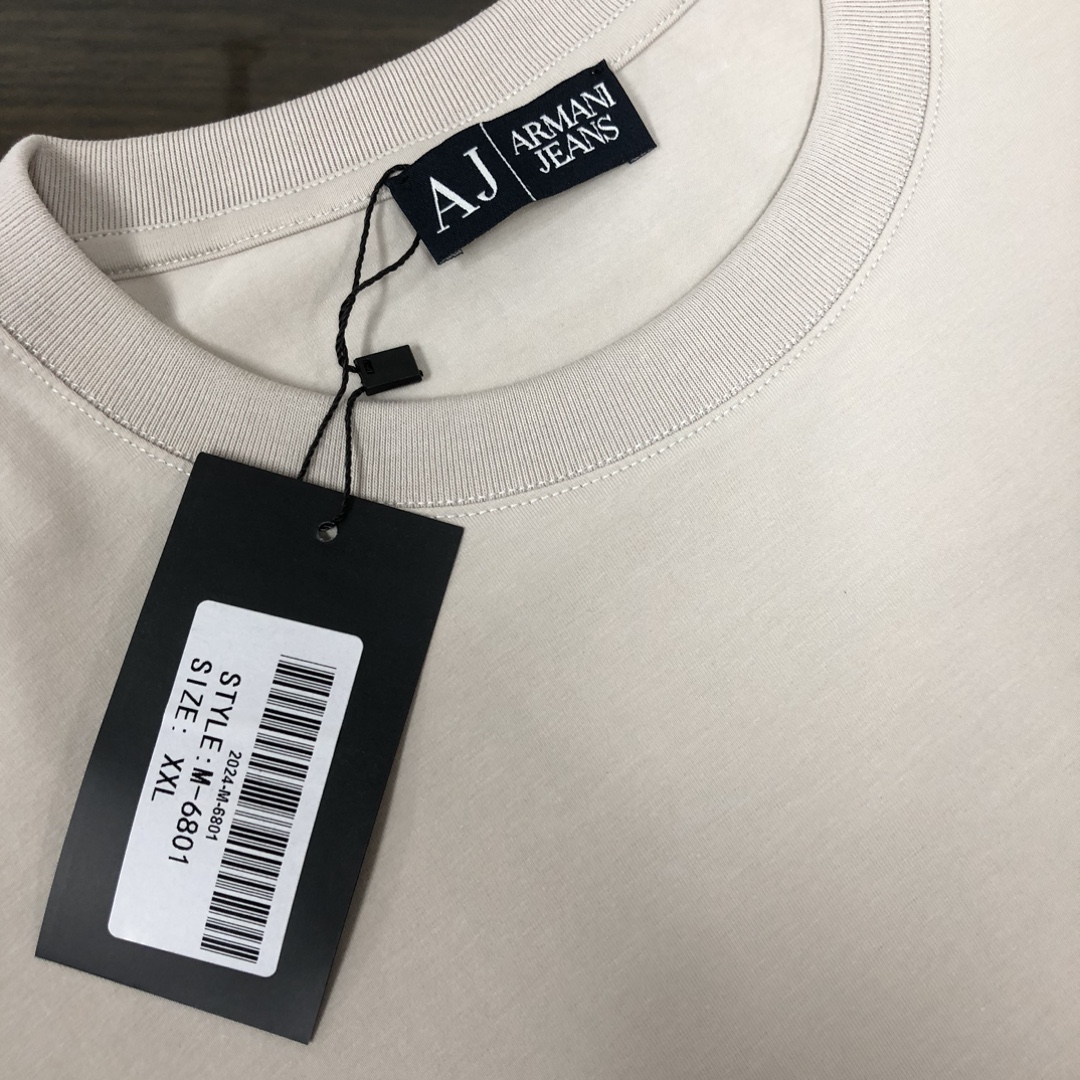 AJ
ARMANI
JEANS
2024-M-6801
STYLE:M-6801
SIZE: XXL